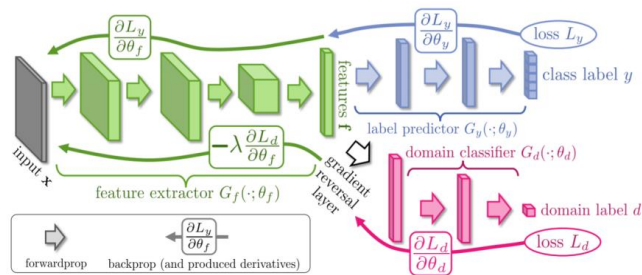 ∂L_y/∂θ_f
∂L_y/∂θ_y
loss L_y
features f
class label y
label predictor G_y(·; θ_y)
−λ ∂L_d/∂θ_f
input x
feature extractor G_f(·; θ_f)
gradient reversal layer
domain classifier G_d(·; θ_d)
domain label d
∂L_d/∂θ_d
loss L_d
forwardprop
∂L_y/∂θ_f
backprop (and produced derivatives)